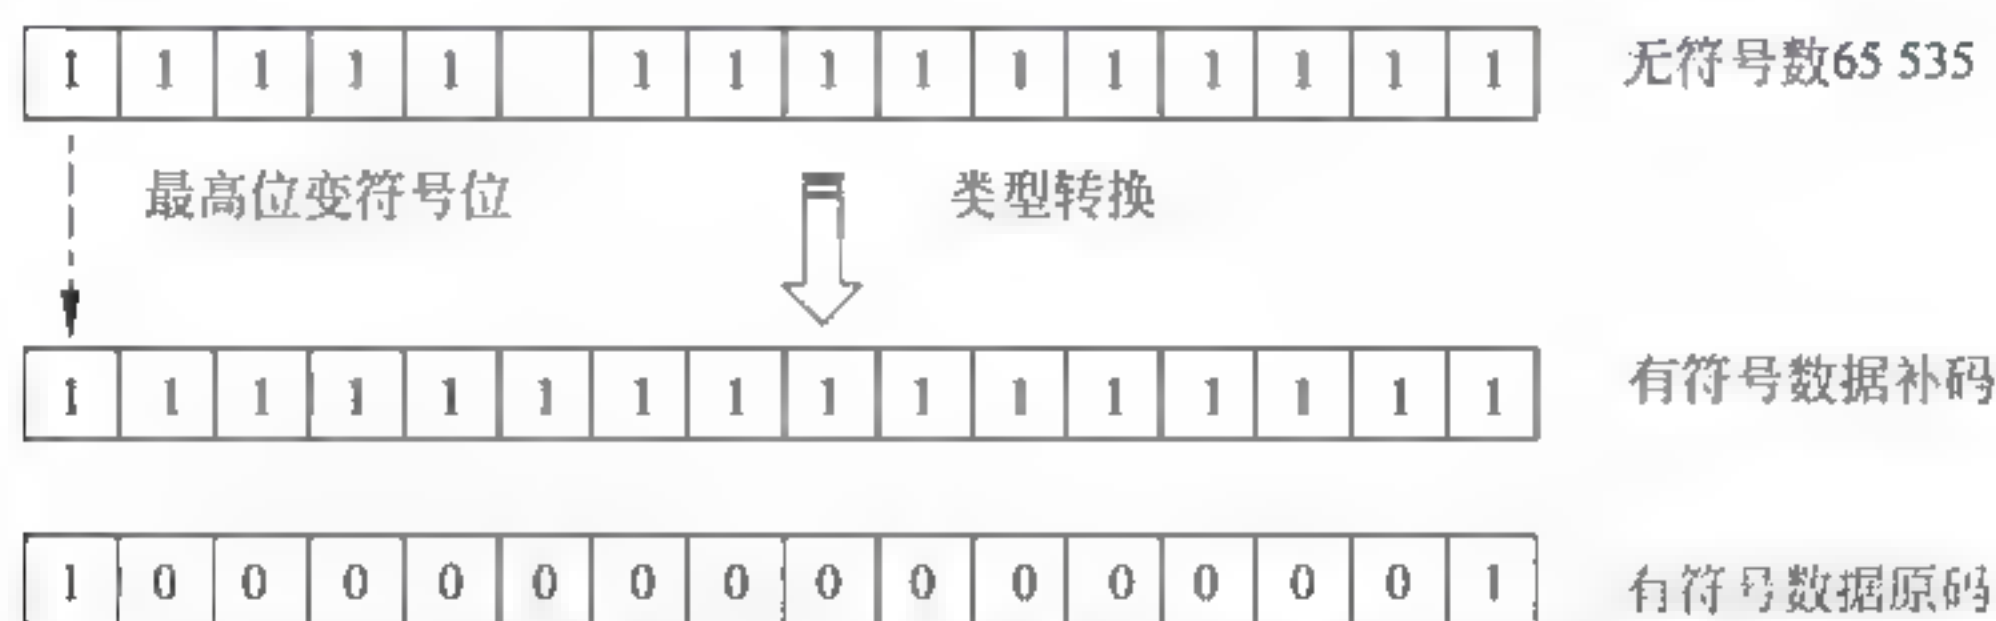 1 1 1 1 1 1 1 1 1 1 1 1 1 1 1 无符号数65 535
最高位变符号位 类型转换
1 1 1 1 1 1 1 1 1 1 1 1 1 1 1 1 有符号数据补码
1 0 0 0 0 0 0 0 0 0 0 0 0 0 0 1 有符号数据原码